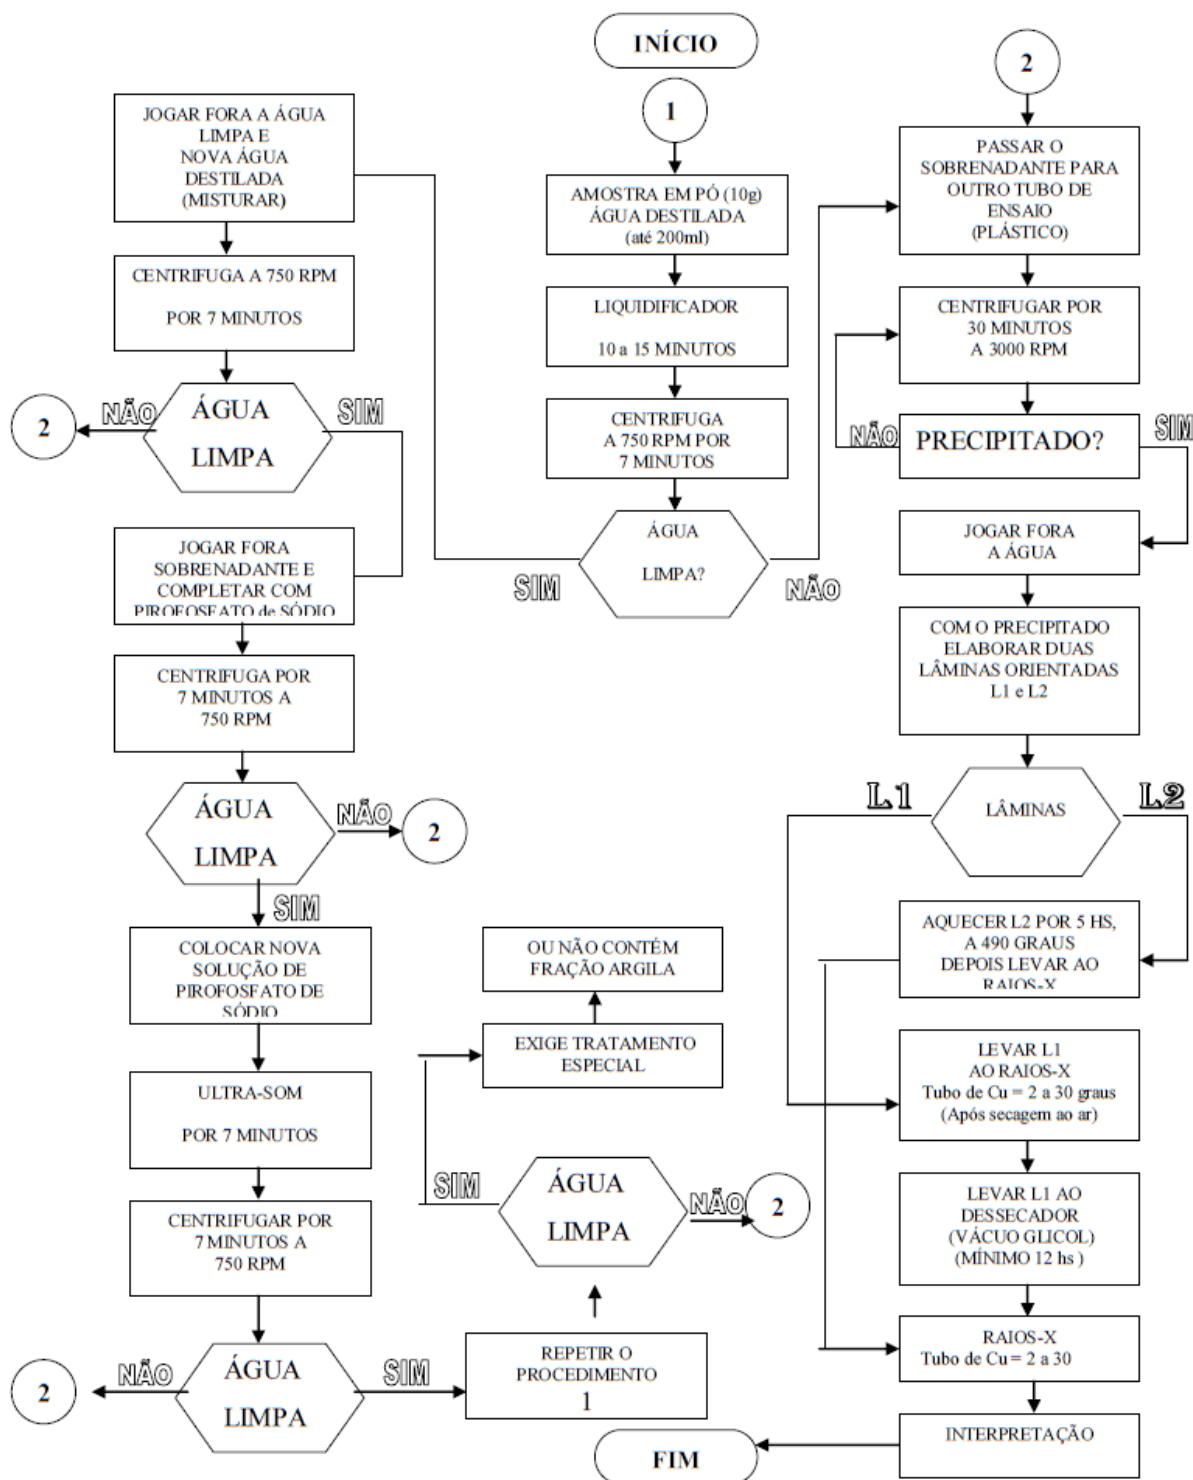 INÍCIO
1
AMOSTRA EM PÓ (10g)
ÁGUA DESTILADA
(até 200ml)
LIQUIDIFICADOR
10 a 15 MINUTOS
CENTRIFUGA
A 750 RPM POR
7 MINUTOS
ÁGUA
LIMPA?
SIM
NÃO
JOGAR FORA A ÁGUA
LIMPA E
NOVA ÁGUA
DESTILADA
(MISTURAR)
CENTRIFUGA A 750 RPM
POR 7 MINUTOS
ÁGUA
LIMPA
NÃO
2
SIM
JOGAR FORA
SOBRENADANTE E
COMPLETAR COM
PIROFOSFATO de SÓDIO
CENTRIFUGA POR
7 MINUTOS A
750 RPM
ÁGUA
LIMPA
NÃO
2
SIM
COLOCAR NOVA
SOLUÇÃO DE
PIROFOSFATO DE
SÓDIO
ULTRA-SOM
POR 7 MINUTOS
CENTRIFUGAR POR
7 MINUTOS A
750 RPM
ÁGUA
LIMPA
NÃO
2
SIM
REPETIR O
PROCEDIMENTO
1
ÁGUA
LIMPA
NÃO
2
SIM
EXIGE TRATAMENTO
ESPECIAL
OU NÃO CONTÉM
FRAÇÃO ARGILA
2
PASSAR O
SOBRENADANTE PARA
OUTRO TUBO DE
ENSAIO
(PLÁSTICO)
CENTRIFUGAR POR
30 MINUTOS
A 3000 RPM
PRECIPITADO?
NÃO
SIM
JOGAR FORA
A ÁGUA
COM O PRECIPITADO
ELABORAR DUAS
LÂMINAS ORIENTADAS
L1 e L2
LÂMINAS
L1
L2
AQUECER L2 POR 5 HS,
A 490 GRAUS
DEPOIS LEVAR AO
RAIOS-X
LEVAR L1
AO RAIOS-X
Tubo de Cu = 2 a 30 graus
(Após secagem ao ar)
LEVAR L1 AO
DESSECADOR
(VÁCUO GLICOL)
(MÍNIMO 12 hs )
RAIOS-X
Tubo de Cu = 2 a 30
INTERPRETAÇÃO
FIM